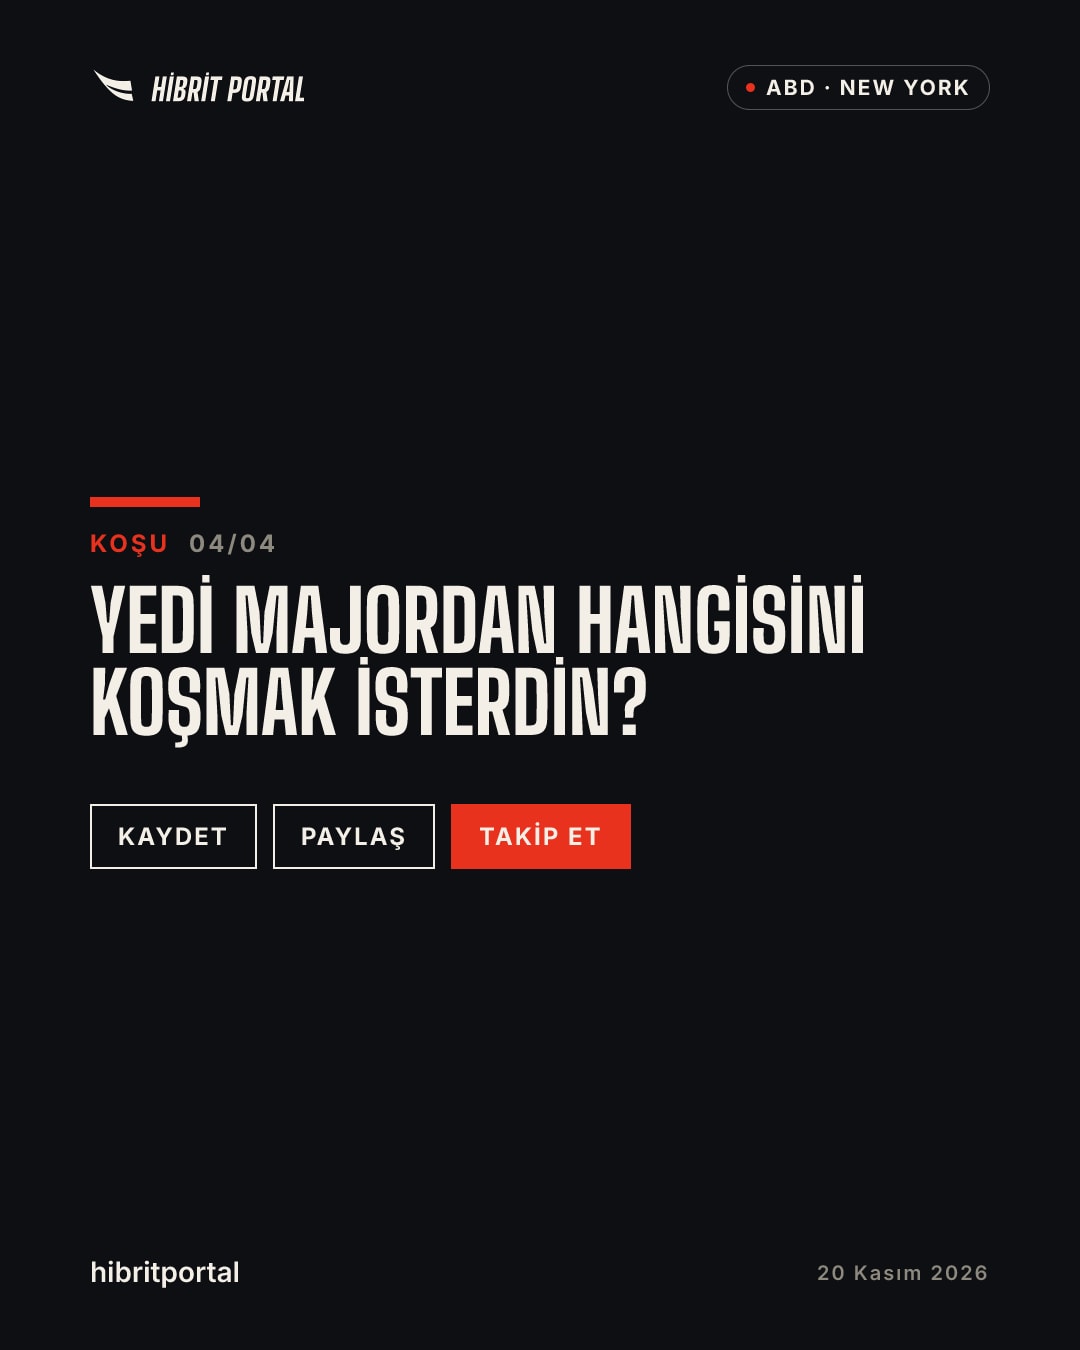 HİBRİT PORTAL
ABD · NEW YORK
KOŞU 04/04
YEDİ MAJORDAN HANGİSİNİ
KOŞMAK İSTERDİN?
KAYDET PAYLAŞ TAKİP ET
hibritportal
20 Kasım 2026